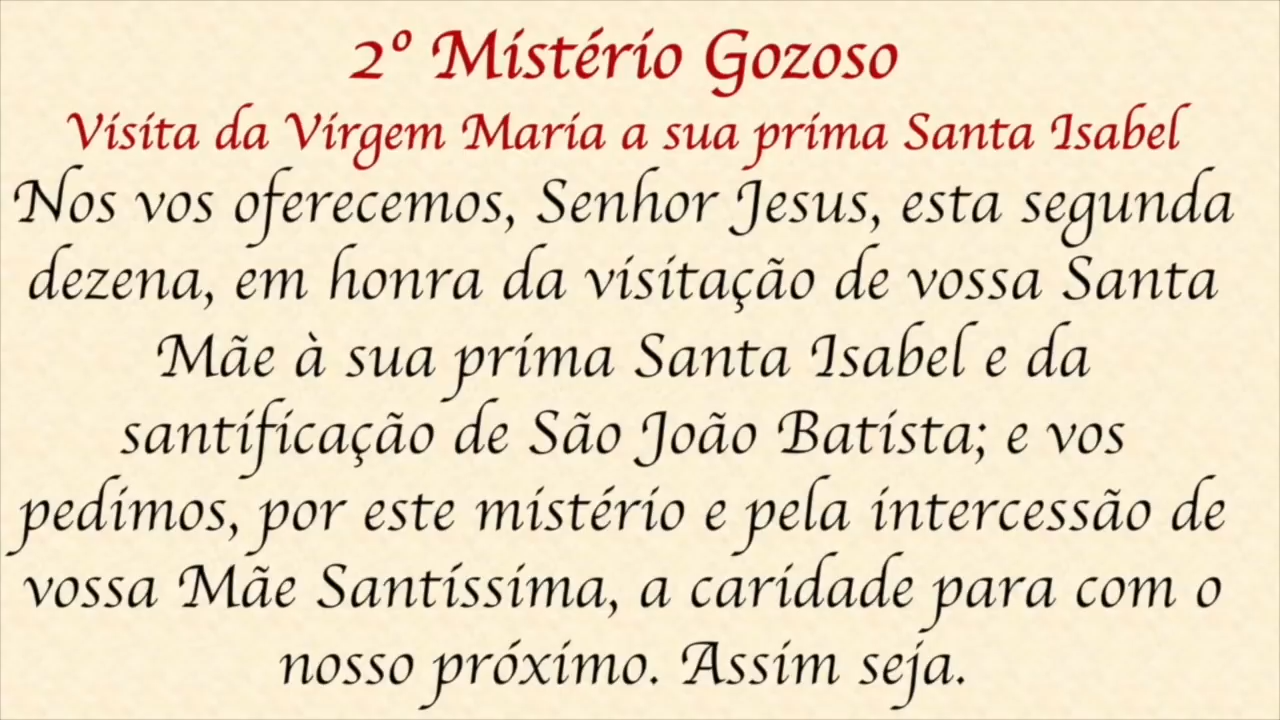 2º Mistério Gozoso
Visita da Virgem Maria a sua prima Santa Isabel
Nos vos oferecemos, Senhor Jesus, esta segunda
dezena, em honra da visitação de vossa Santa
Mãe à sua prima Santa Isabel e da
santificação de São João Batista; e vos
pedimos, por este mistério e pela intercessão de
vossa Mãe Santíssima, a caridade para com o
nosso próximo. Assim seja.